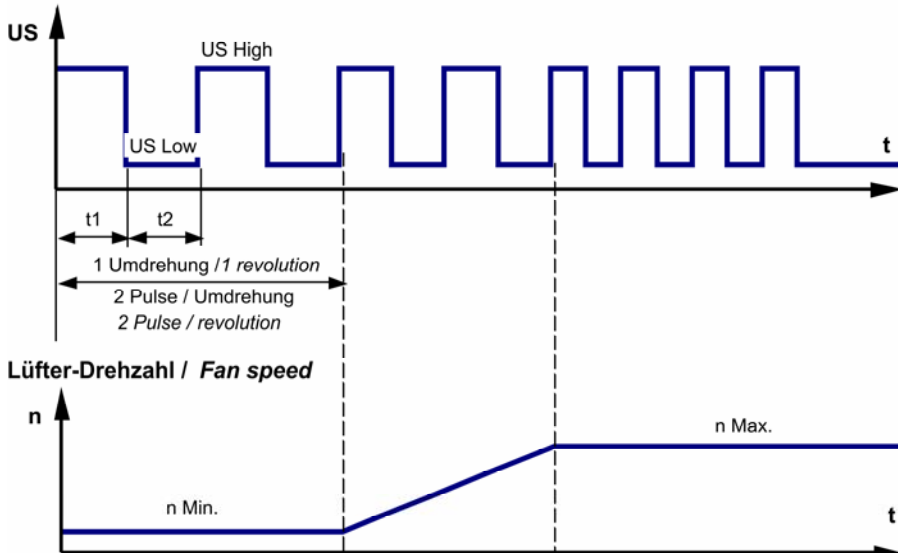 US
US High
US Low
t
t1
t2
1 Umdrehung /1 revolution
2 Pulse / Umdrehung
2 Pulse / revolution
Lüfter-Drehzahl / Fan speed
n
n Max.
n Min.
t